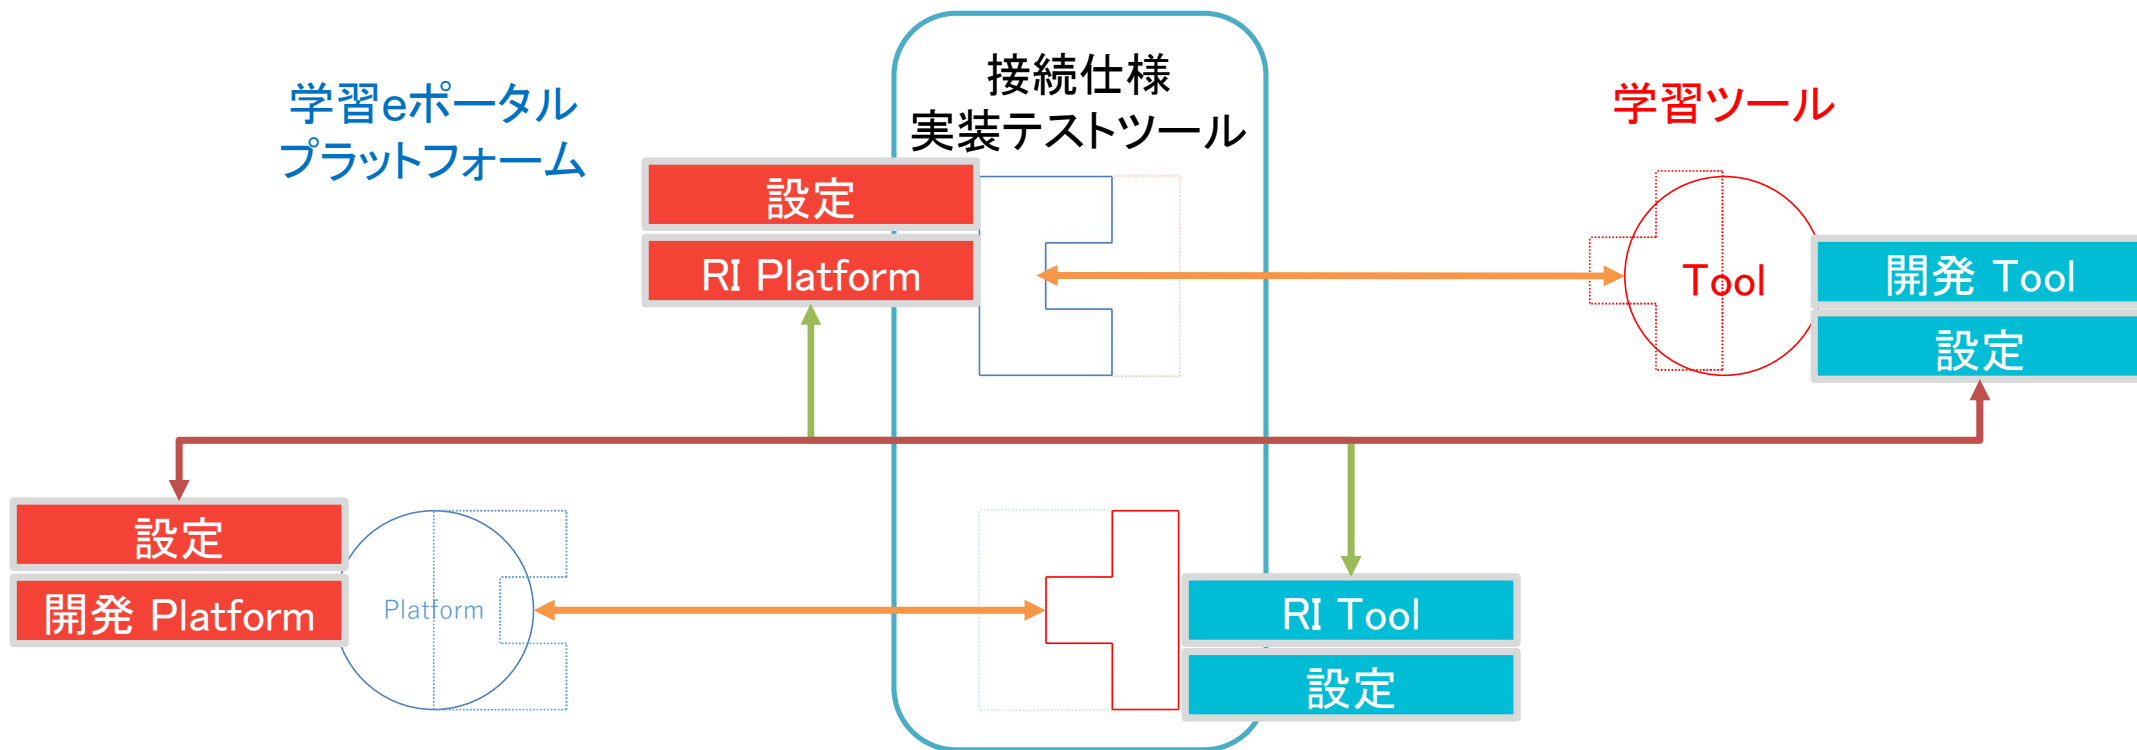 学習eポータル
プラットフォーム
接続仕様
実装テストツール
学習ツール
設定
RI Platform
Tool
開発 Tool
設定
設定
開発 Platform
Platform
RI Tool
設定